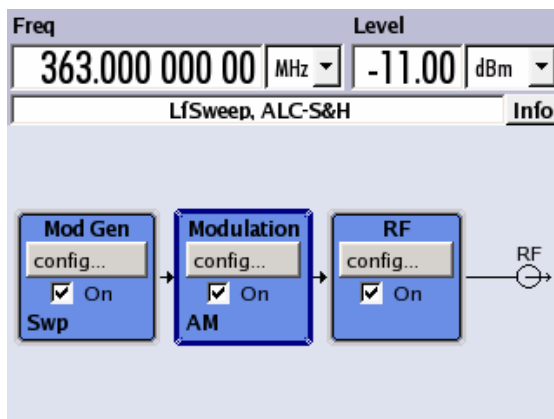 Freq Level
363.000 000 00 MHz -11.00 dBm
LfSweep, ALC-S&H Info
Mod Gen Modulation RF
config... config... config... RF
On On On
Swp AM